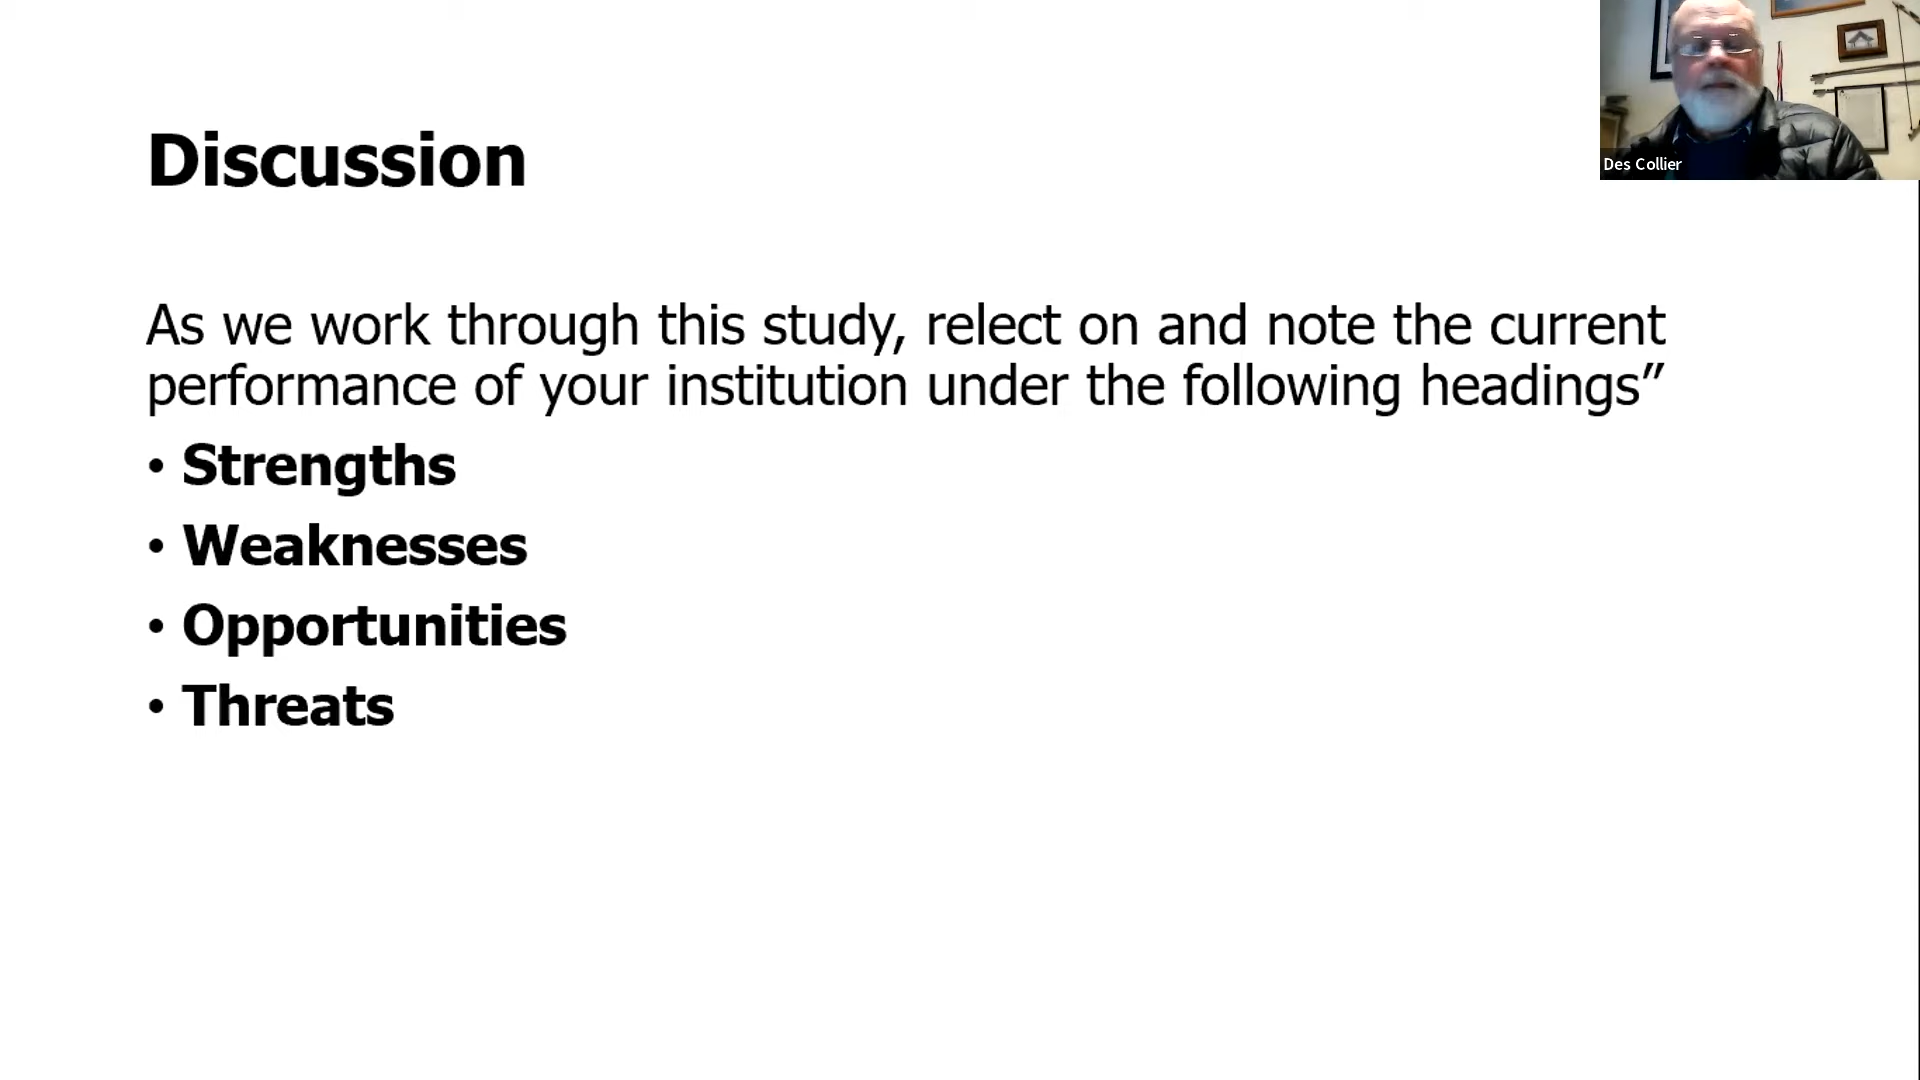 Discussion
As we work through this study, relect on and note the current
performance of your institution under the following headings”
• Strengths
• Weaknesses
• Opportunities
• Threats
Des Collier